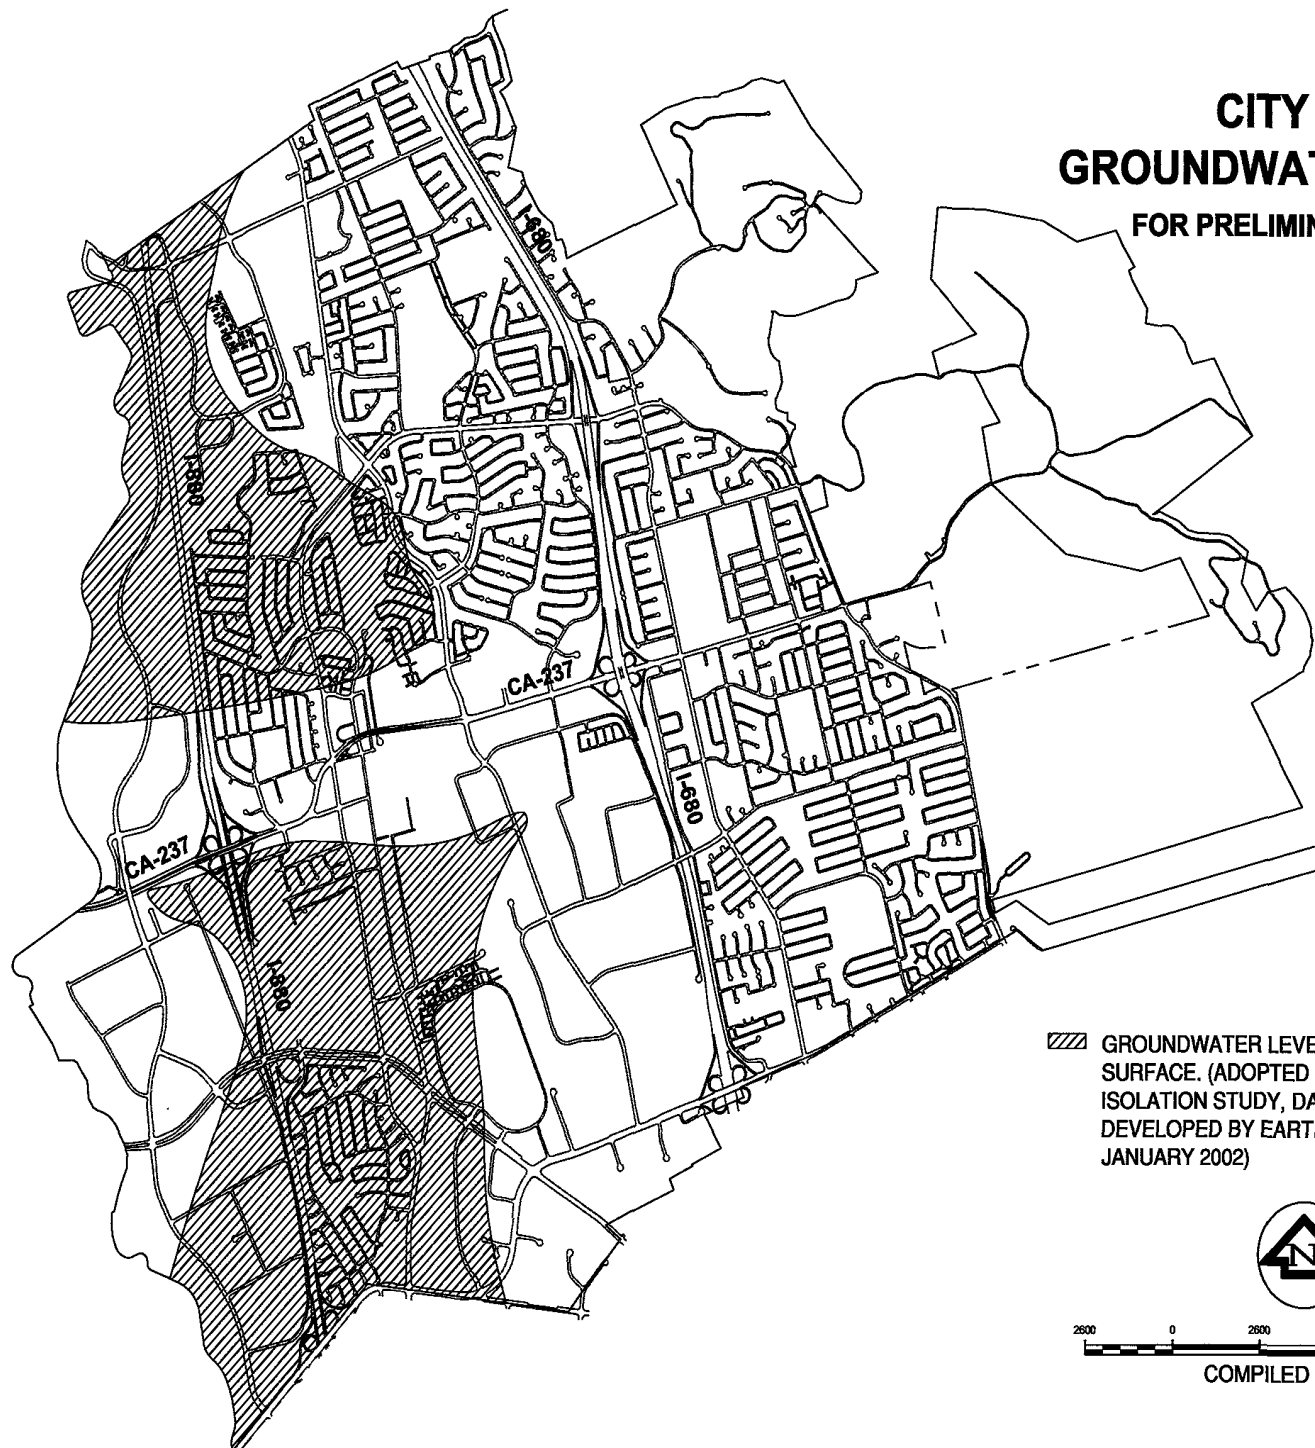 CITY
GROUNDWAT
FOR PRELIMIN
I-680
I-880
CA-237
I-680
CA-237
I-680
GROUNDWATER LEVE
SURFACE. (ADOPTED
ISOLATION STUDY, DA
DEVELOPED BY EART
JANUARY 2002)
N
2600 0 2600
COMPILED